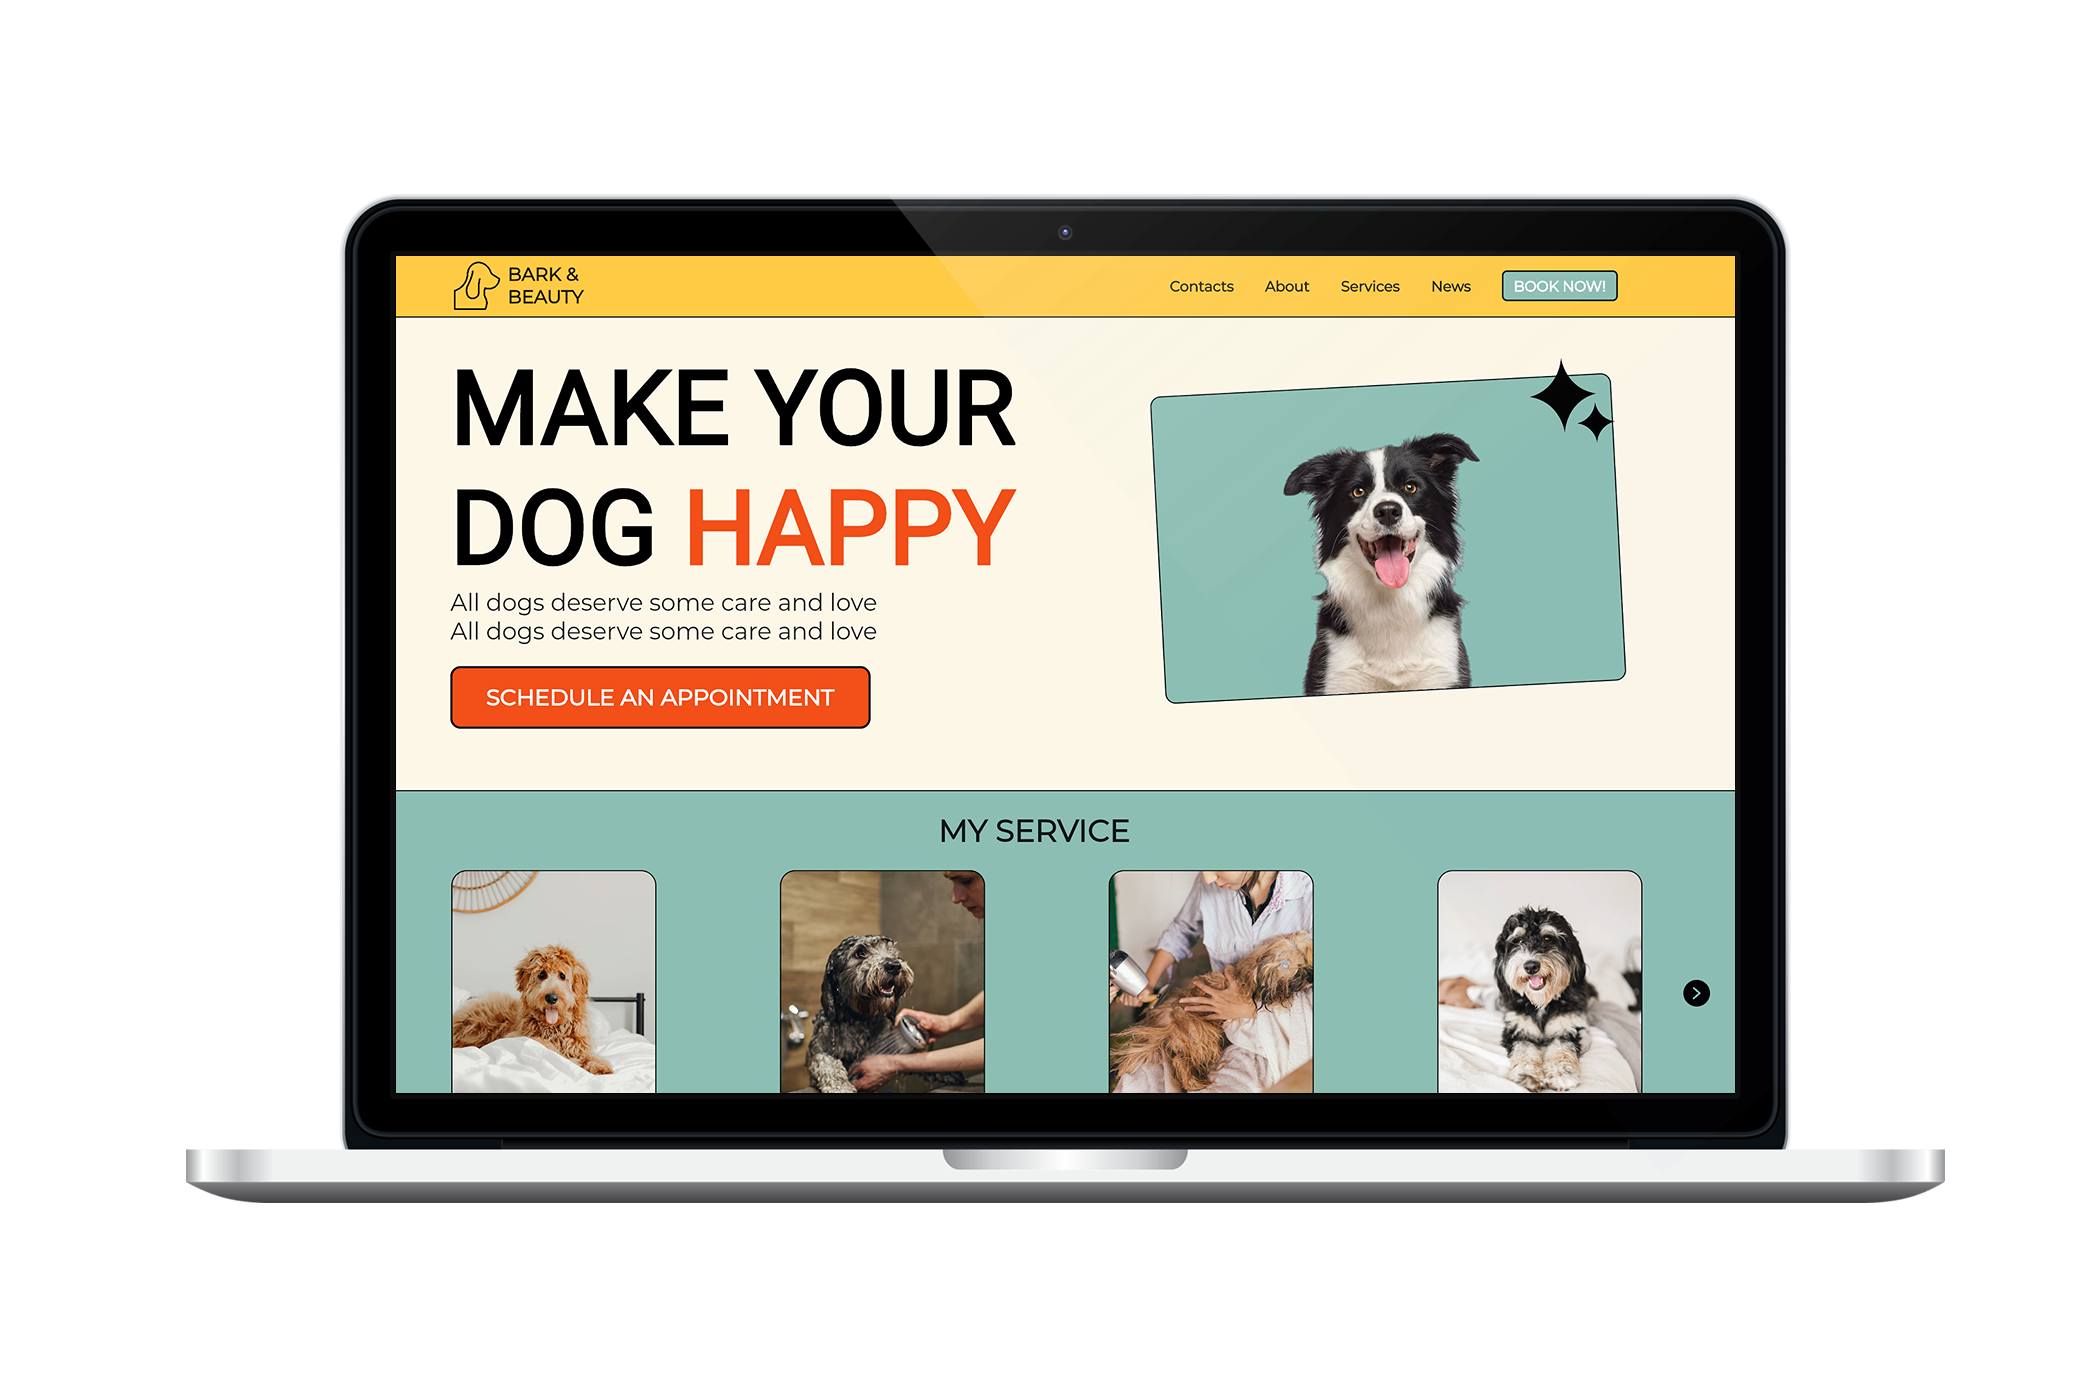 BARK &
BEAUTY
Contacts About Services News BOOK NOW!
MAKE YOUR
DOG HAPPY
All dogs deserve some care and love
All dogs deserve some care and love
SCHEDULE AN APPOINTMENT
MY SERVICE